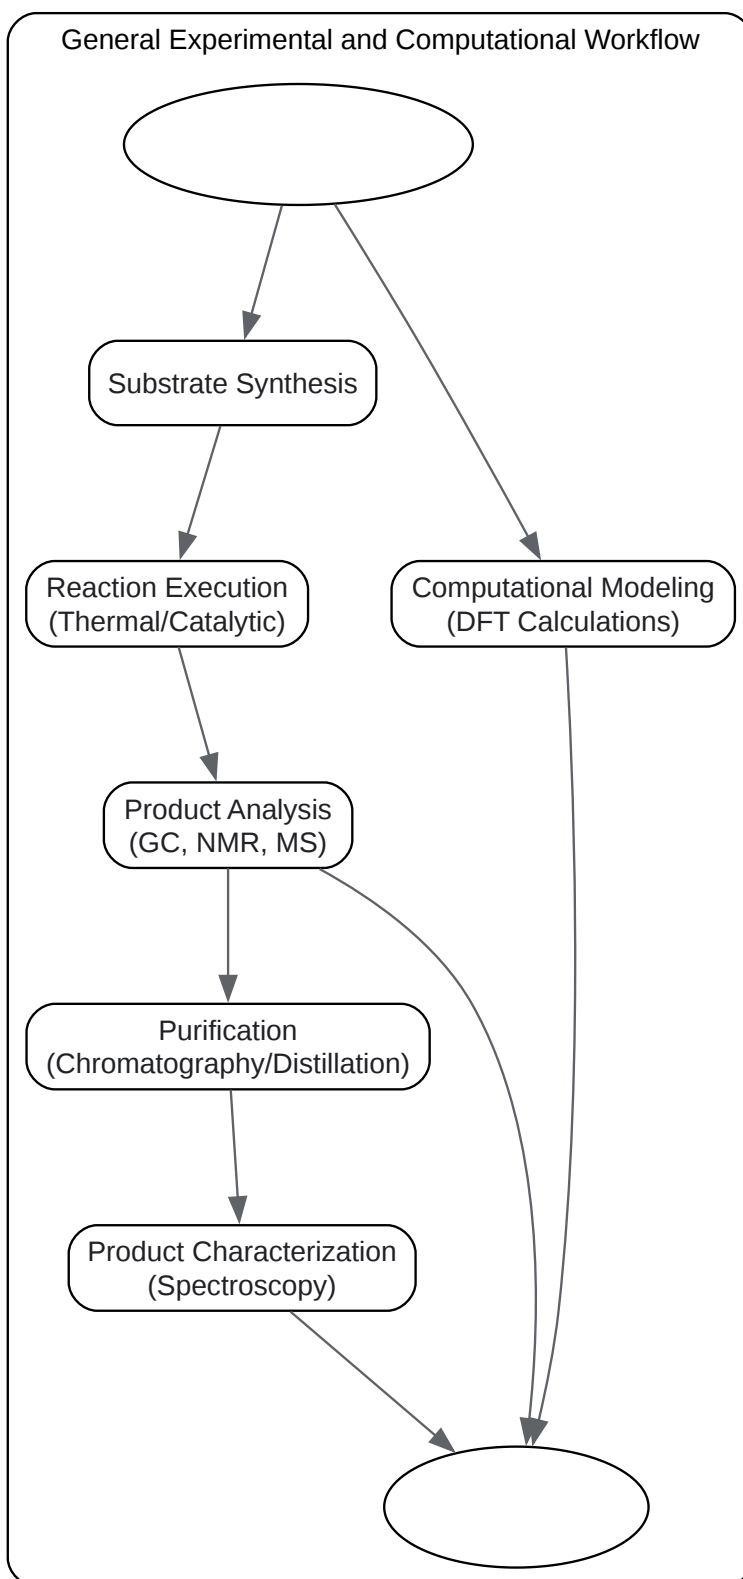 General Experimental and Computational Workflow
Substrate Synthesis
Reaction Execution
(Thermal/Catalytic)
Computational Modeling
(DFT Calculations)
Product Analysis
(GC, NMR, MS)
Purification
(Chromatography/Distillation)
Product Characterization
(Spectroscopy)